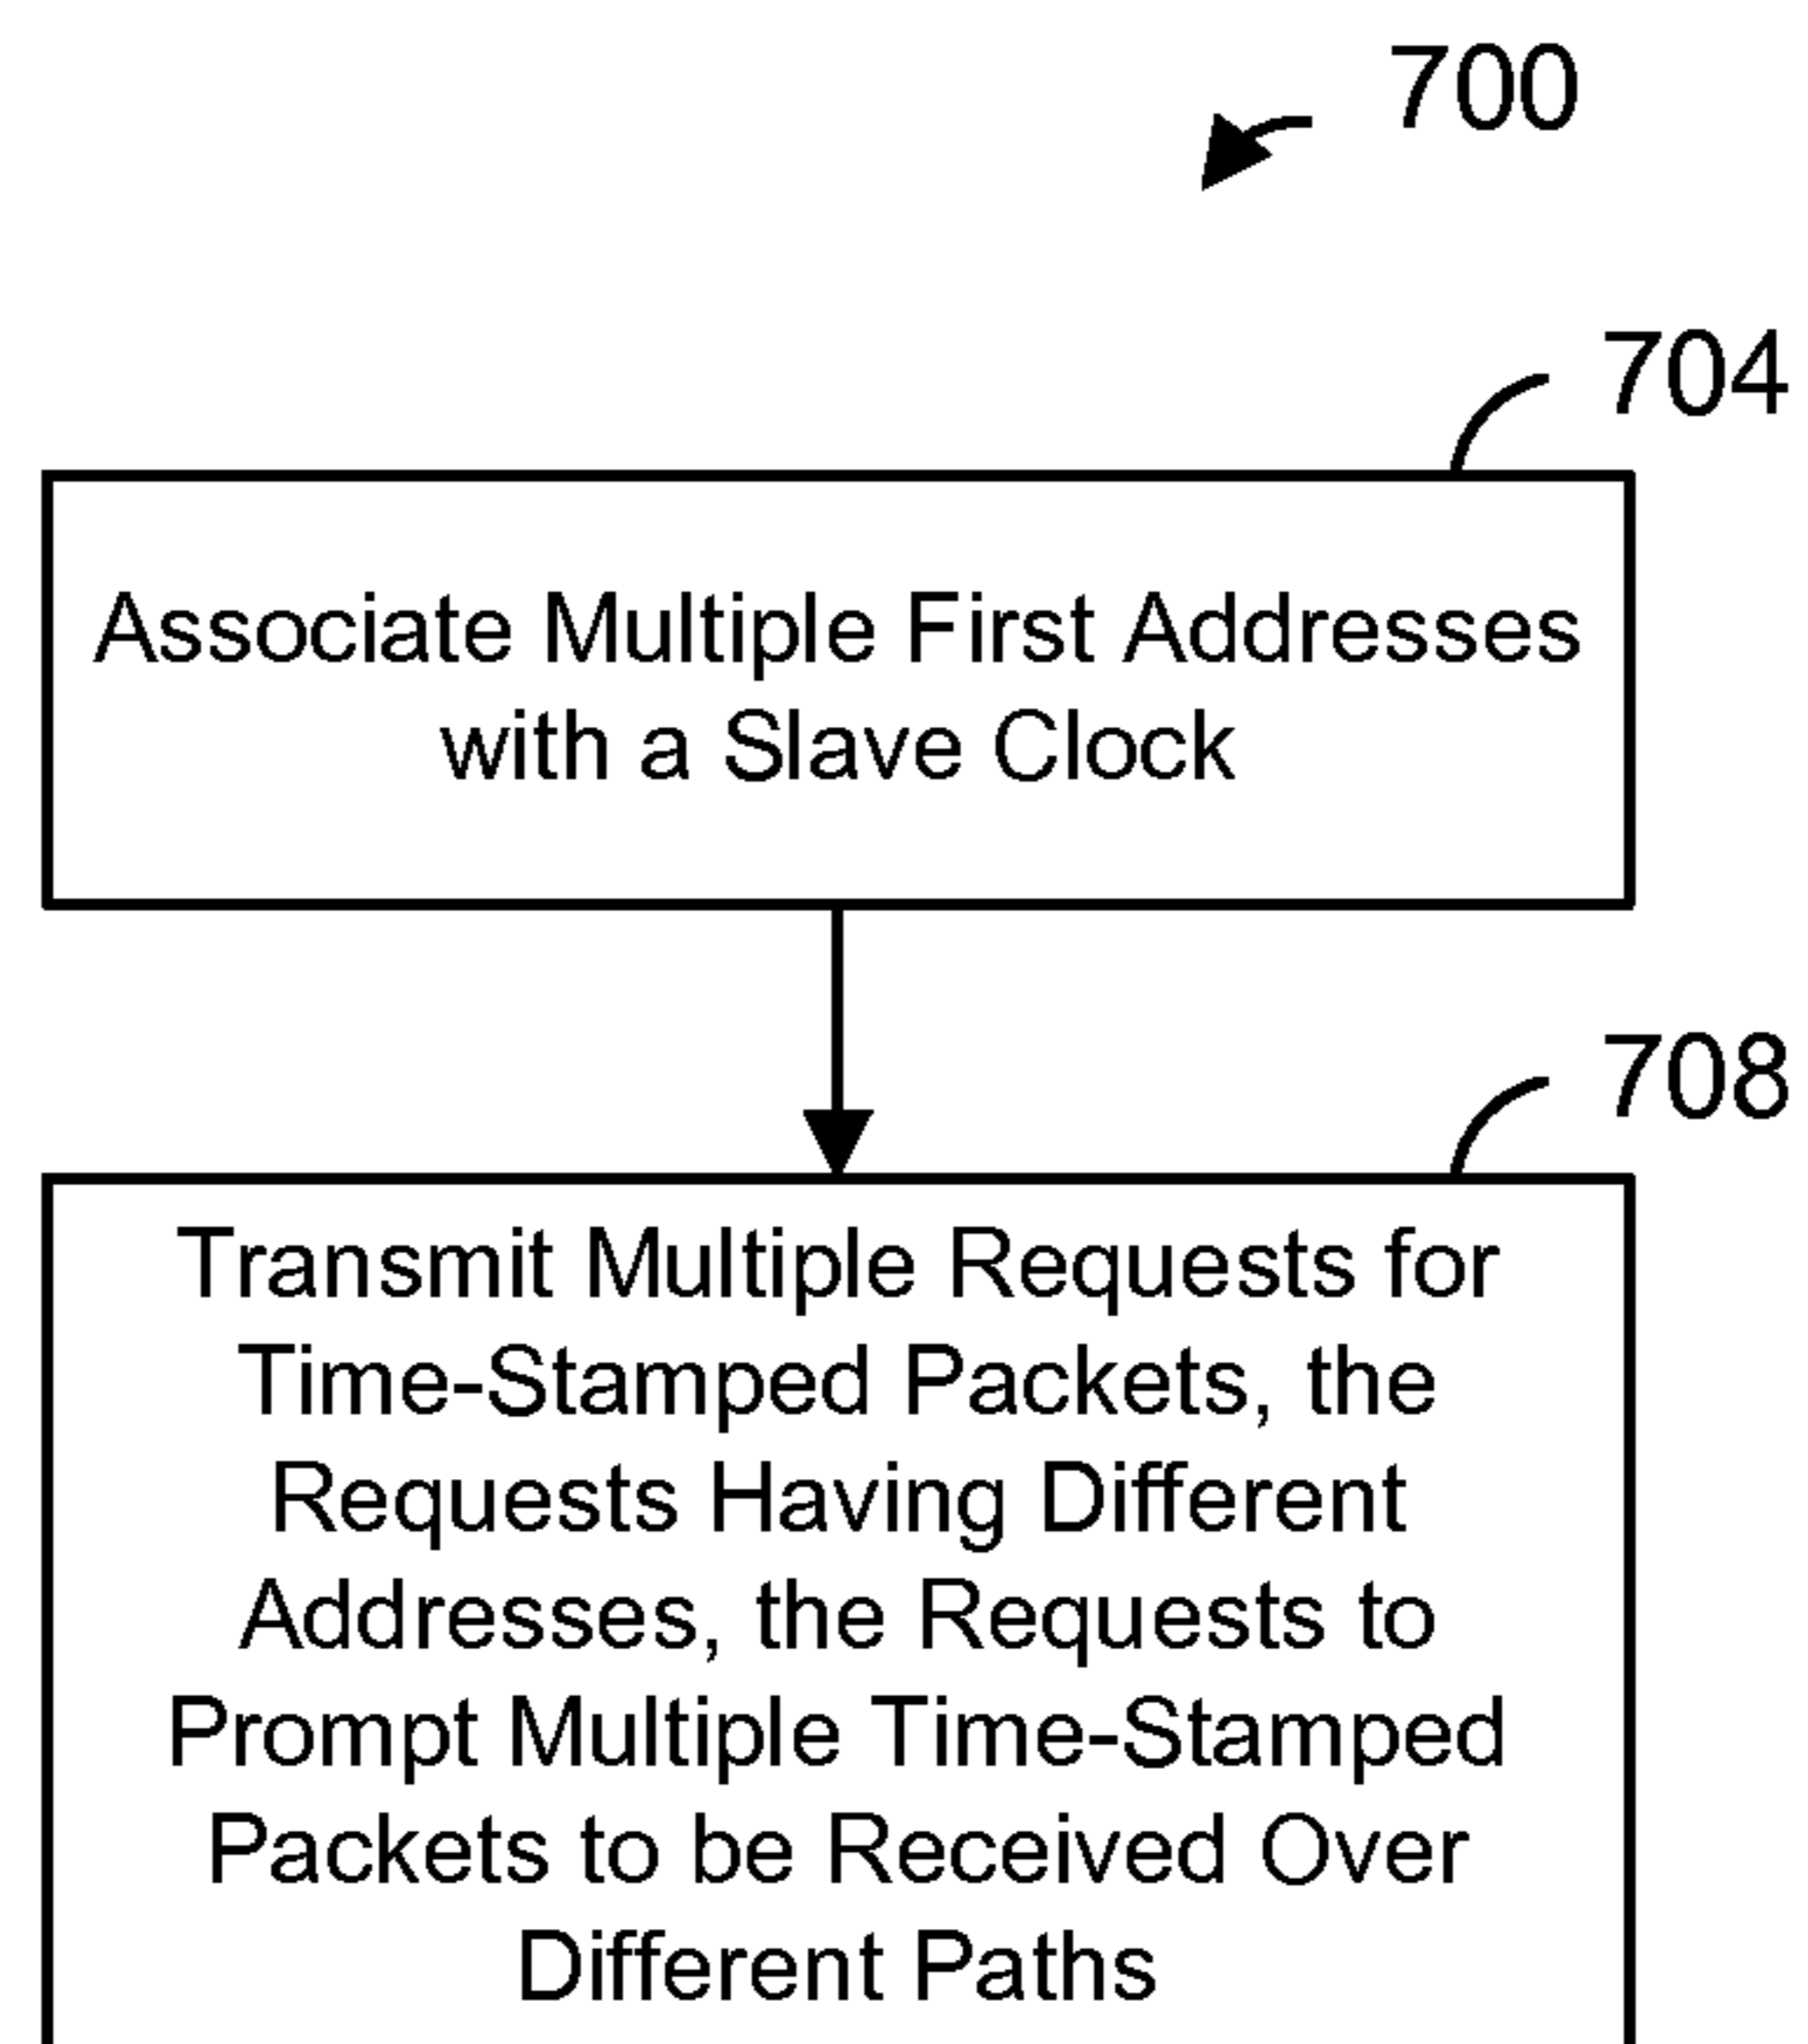 700
704
Associate Multiple First Addresses
with a Slave Clock
708
Transmit Multiple Requests for
Time-Stamped Packets, the
Requests Having Different
Addresses, the Requests to
Prompt Multiple Time-Stamped
Packets to be Received Over
Different Paths